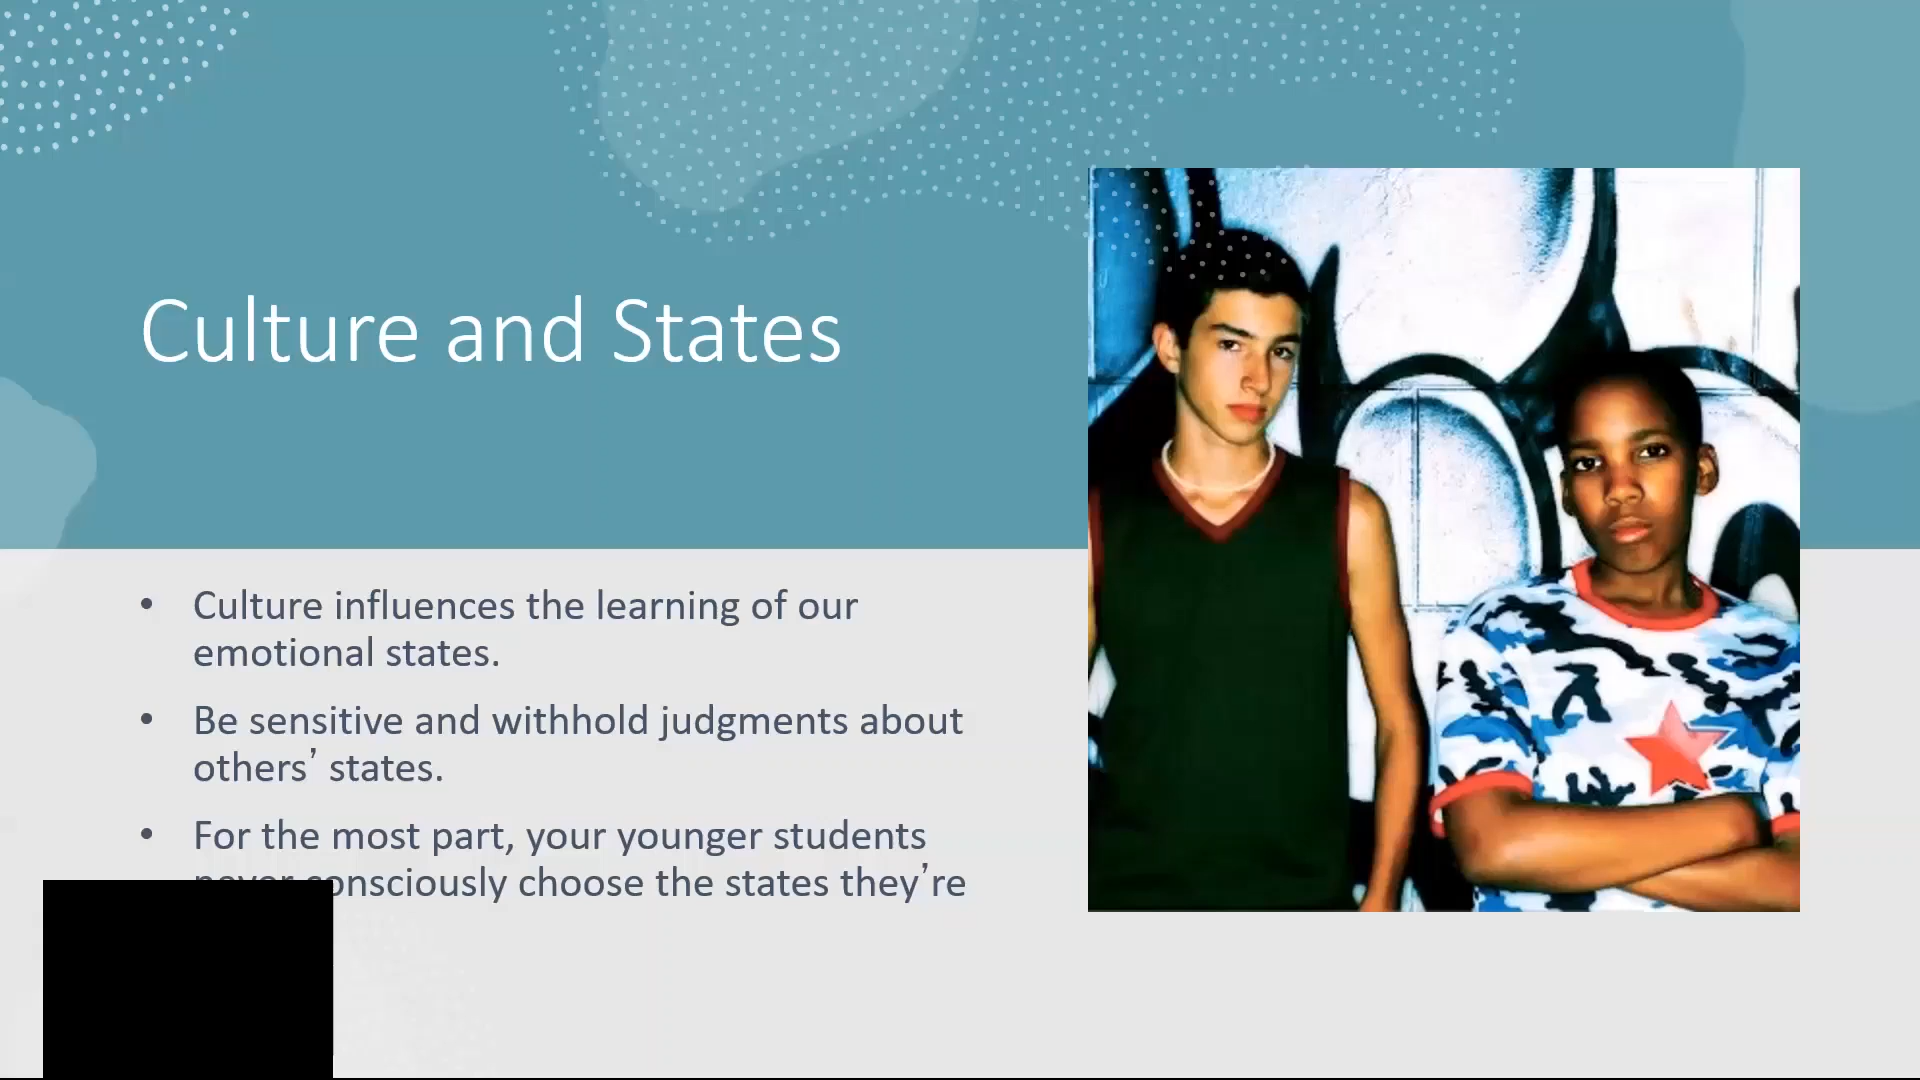 Culture and States
• Culture influences the learning of our
emotional states.
• Be sensitive and withhold judgments about
others’ states.
• For the most part, your younger students
never consciously choose the states they’re